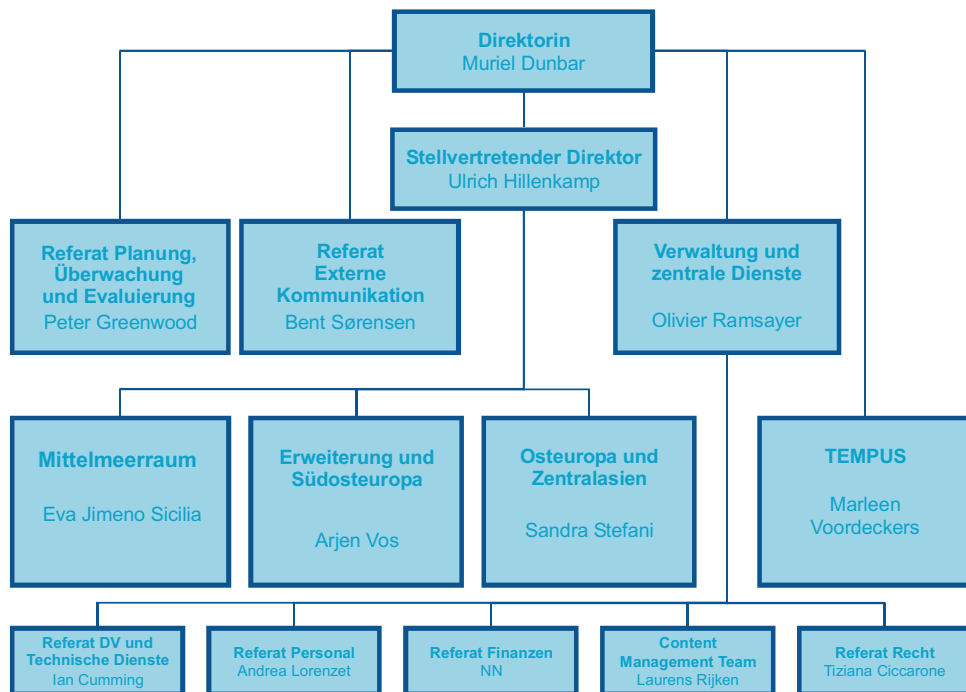 Direktorin
Muriel Dunbar
Stellvertretender Direktor
Ulrich Hillenkamp
Referat Planung,
Überwachung
und Evaluierung
Peter Greenwood
Referat
Externe
Kommunikation
Bent Sørensen
Verwaltung und
zentrale Dienste
Olivier Ramsayer
Mittelmeerraum
Eva Jimeno Sicilia
Erweiterung und
Südosteuropa
Arjen Vos
Osteuropa und
Zentralasien
Sandra Stefani
TEMPUS
Marleen
Voordeckers
Referat DV und
Technische Dienste
Ian Cumming
Referat Personal
Andrea Lorenzet
Referat Finanzen
NN
Content
Management Team
Laurens Rijken
Referat Recht
Tiziana Ciccarone